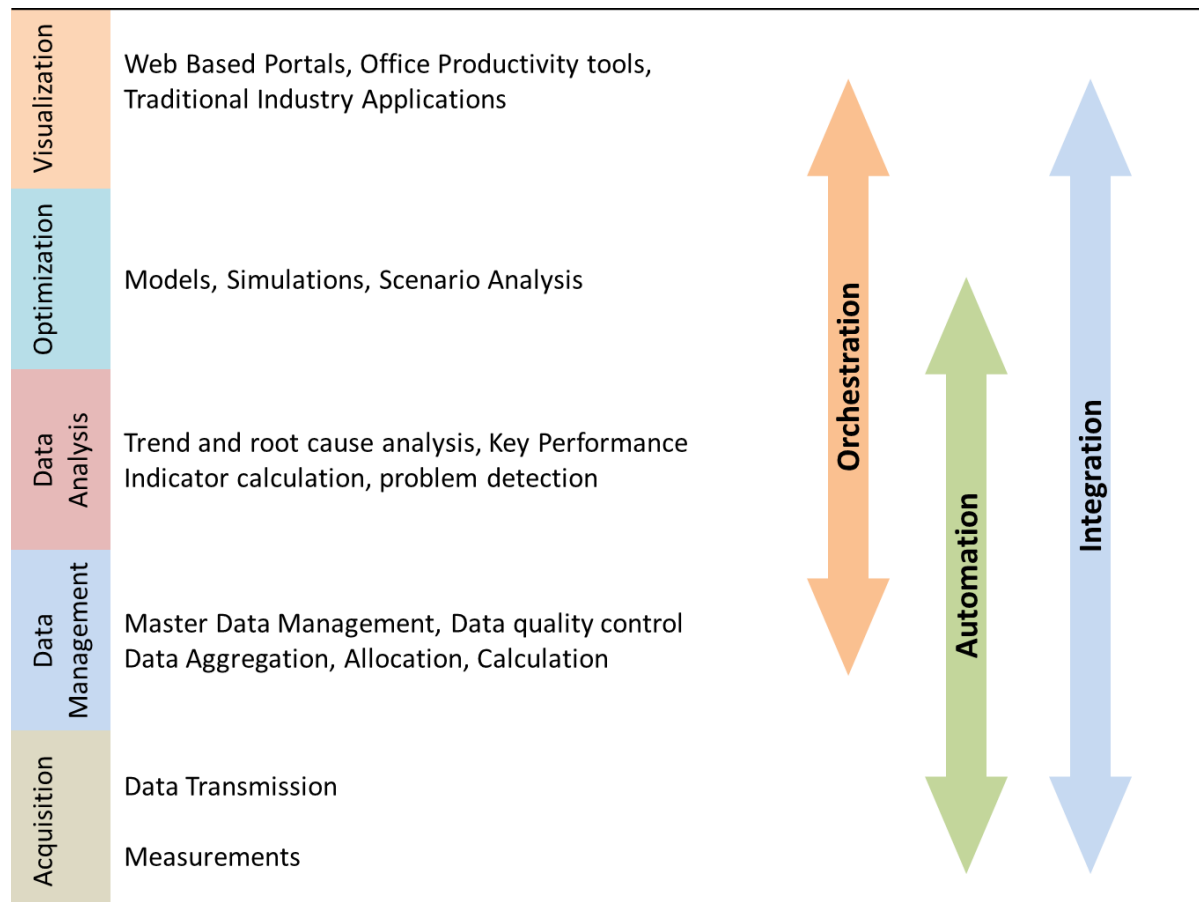 Visualization
Web Based Portals, Office Productivity tools,
Traditional Industry Applications
Optimization
Models, Simulations, Scenario Analysis
Data
Analysis
Trend and root cause analysis, Key Performance
Indicator calculation, problem detection
Data
Management
Master Data Management, Data quality control
Data Aggregation, Allocation, Calculation
Acquisition
Data Transmission
Measurements
Orchestration
Automation
Integration